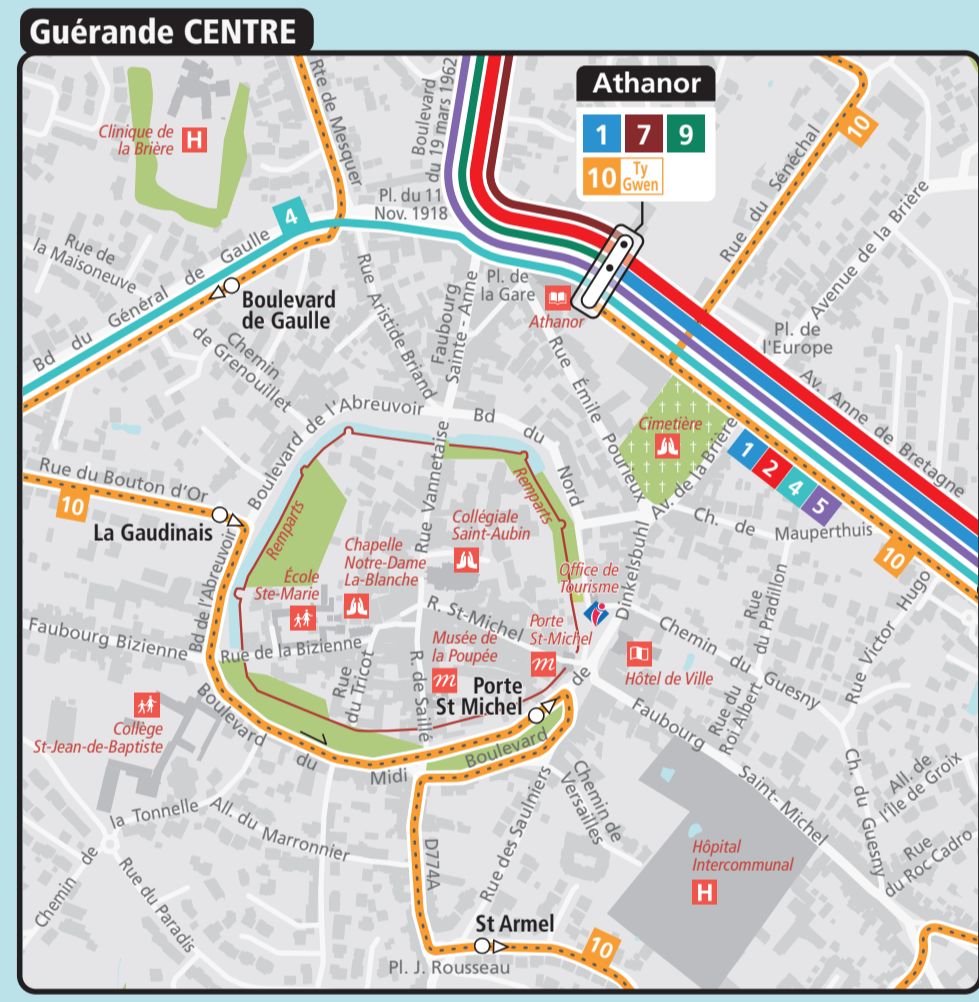 Guérande CENTRE
Rte de Mesquer
Boulevard
du 19 mars 1962
Athanor
1 7 9
10 Ty
Gwen
10
Clinique de
la Brière
H
Pl. du 11
Nov. 1918
Rue du Sénéchal
Avenue de la Brière
4
Rue de
la Maisoneuve
Bd du Général de Gaulle
Boulevard
de Gaulle
Rue Aristide Briand
Faubourg
Sainte - Anne
Pl. de
la Gare
Athanor
Pl. de
l'Europe
Chemin
de Grenouillet
Rue Émile Pourieux
Av. Anne de Bretagne
Boulevard de l'Abreuvoir
Bd du Nord
Cimetière
Av. de la Brière
1 2 4 5
Rue du Bouton d'Or
10
La Gaudinais
Remparts
Rue Vannetaise
Remparts
Collégiale
Saint-Aubin
Ch. de Mauperthuis
10
Chapelle
Notre-Dame
La-Blanche
École
Ste-Marie
Office de
Tourisme
Dinkelsbuhl
de
Bd de l'Abreuvoir
R. St-Michel
Porte
St-Michel
m
Rue
du Pradillon
Rue Victor Hugo
Faubourg Bizienne
Rue de la Bizienne
Musée de
la Poupée
m
Hôtel de Ville
Chemin du Guesny
Rue
du Tricot
R. de Saillé
Porte
St Michel
Rue du
Roi Albert
Collège
St-Jean-de-Baptiste
Boulevard du Midi
Boulevard
Faubourg Saint-Michel
Chemin de
Versailles
Ch. du Guesny
All. de
l'Île de Groix
Rue
du Roc Cadro
Chemin de la Tonnelle
All. du Marronnier
D774A
Rue des Saulniers
Hôpital
Intercommunal
H
Rue du Paradis
St Armel
10
10
Pl. J. Rousseau